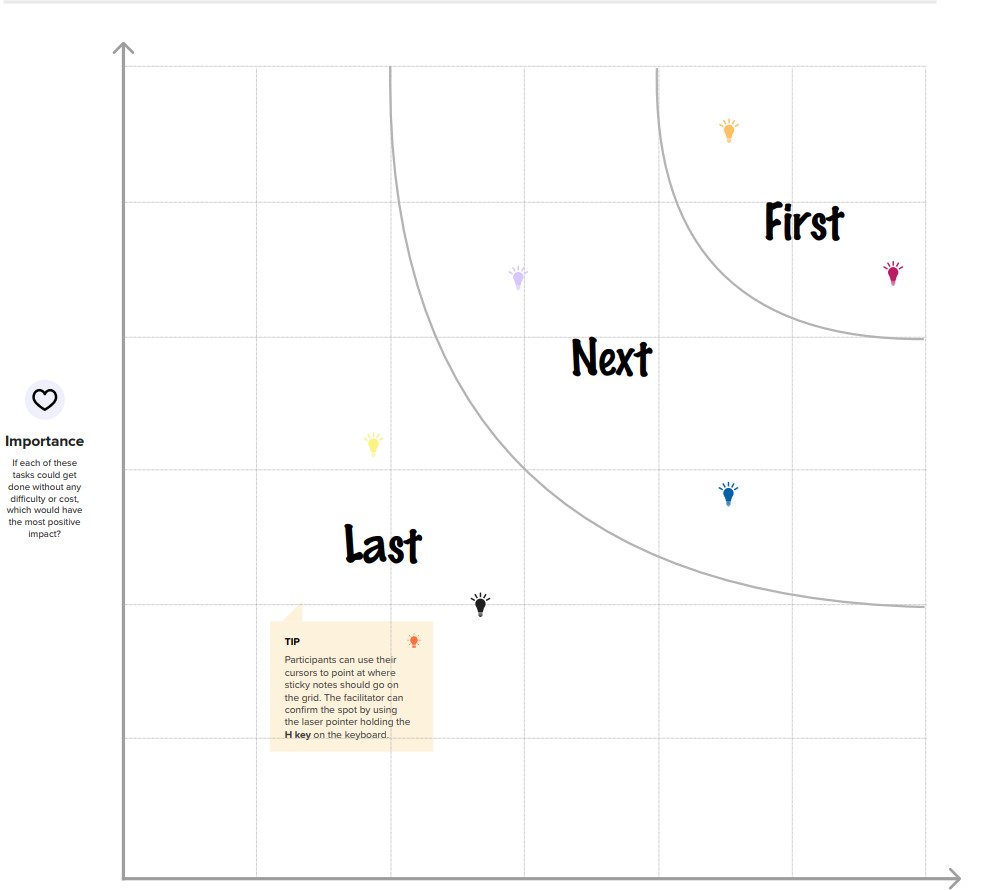 First
Next
Importance
If each of these
tasks could get
done without any
difficulty or cost,
which would have
the most positive
impact?
Last
TIP
Participants can use their
cursors to point at where
sticky notes should go on
the grid. The facilitator can
confirm the spot by using
the laser pointer holding the
H key on the keyboard.